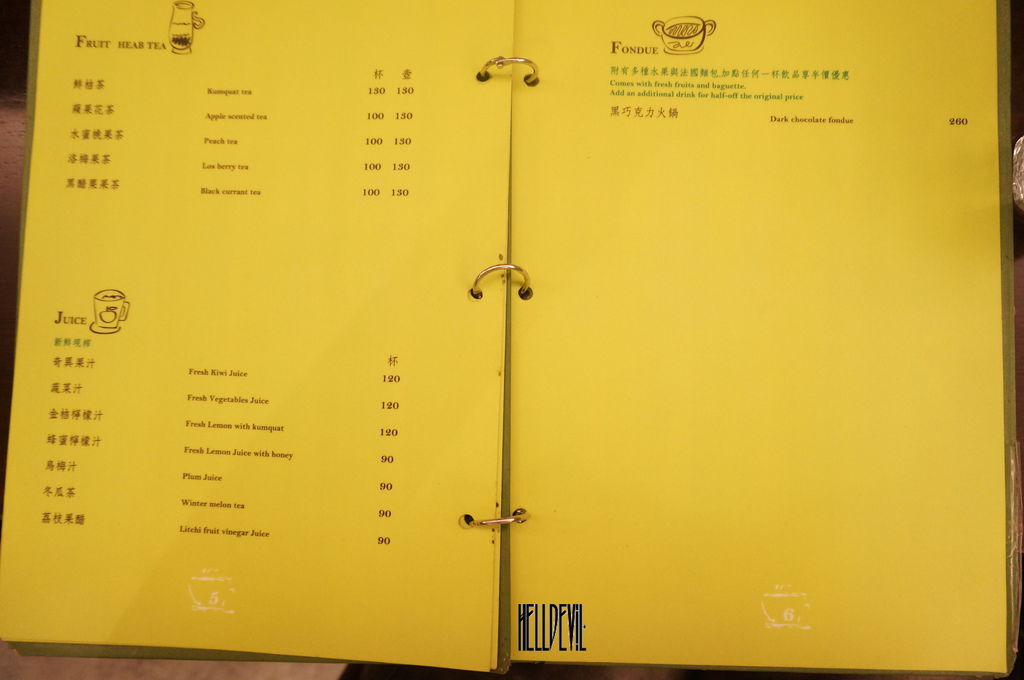 FRUIT HEAB TEA
杯 壺
鮮桔茶 Kumquat tea 130 130
蘋果花茶 Apple scented tea 100 130
水蜜桃果茶 Peach tea 100 130
洛梅果茶 Los berry tea 100 130
黑醋栗果茶 Black currant tea 100 130
JUICE
新鮮現榨
杯
奇異果汁 Fresh Kiwi Juice 120
蔬菜汁 Fresh Vegetables Juice 120
金桔檸檬汁 Fresh Lemon with kumquat 120
蜂蜜檸檬汁 Fresh Lemon Juice with honey 90
烏梅汁 Plum Juice 90
冬瓜茶 Winter melon tea 90
荔枝果醋 Litchi fruit vinegar Juice 90
5
FONDUE
附有多種水果與法國麵包,加點任何一杯飲品享半價優惠
Comes with fresh fruits and baguette.
Add an additional drink for half-off the original price
黑巧克力火鍋 Dark chocolate fondue 260
6
HELLDEVIL